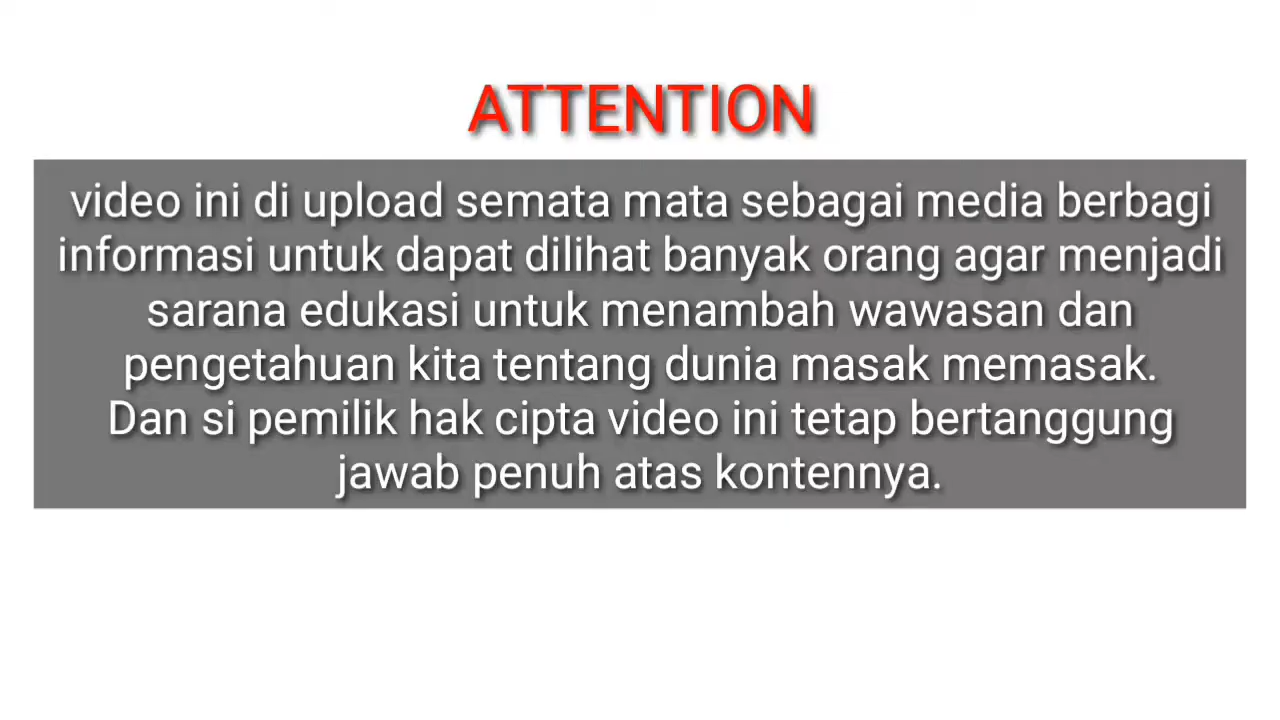 ATTENTION
video ini di upload semata mata sebagai media berbagi
informasi untuk dapat dilihat banyak orang agar menjadi
sarana edukasi untuk menambah wawasan dan
pengetahuan kita tentang dunia masak memasak.
Dan si pemilik hak cipta video ini tetap bertanggung
jawab penuh atas kontennya.